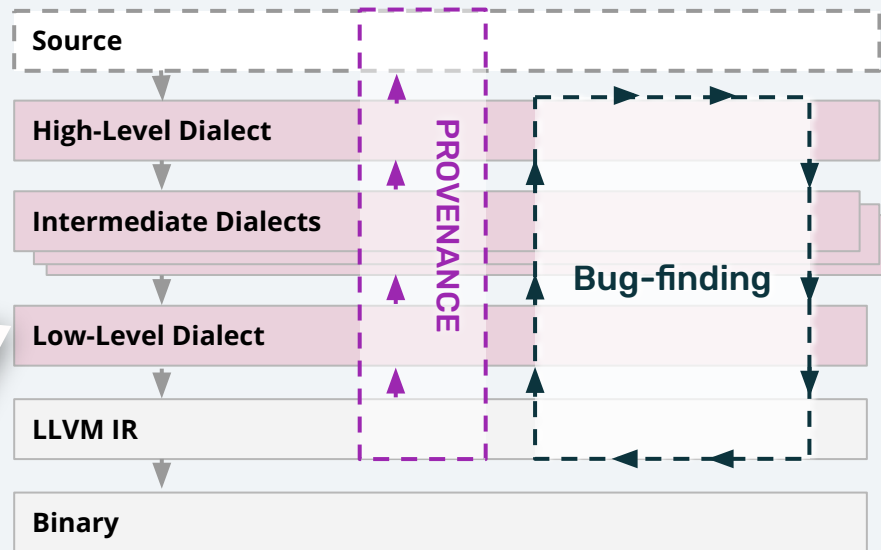 Source
High-Level Dialect
Intermediate Dialects
Low-Level Dialect
LLVM IR
Binary
PROVENANCE
Bug-finding